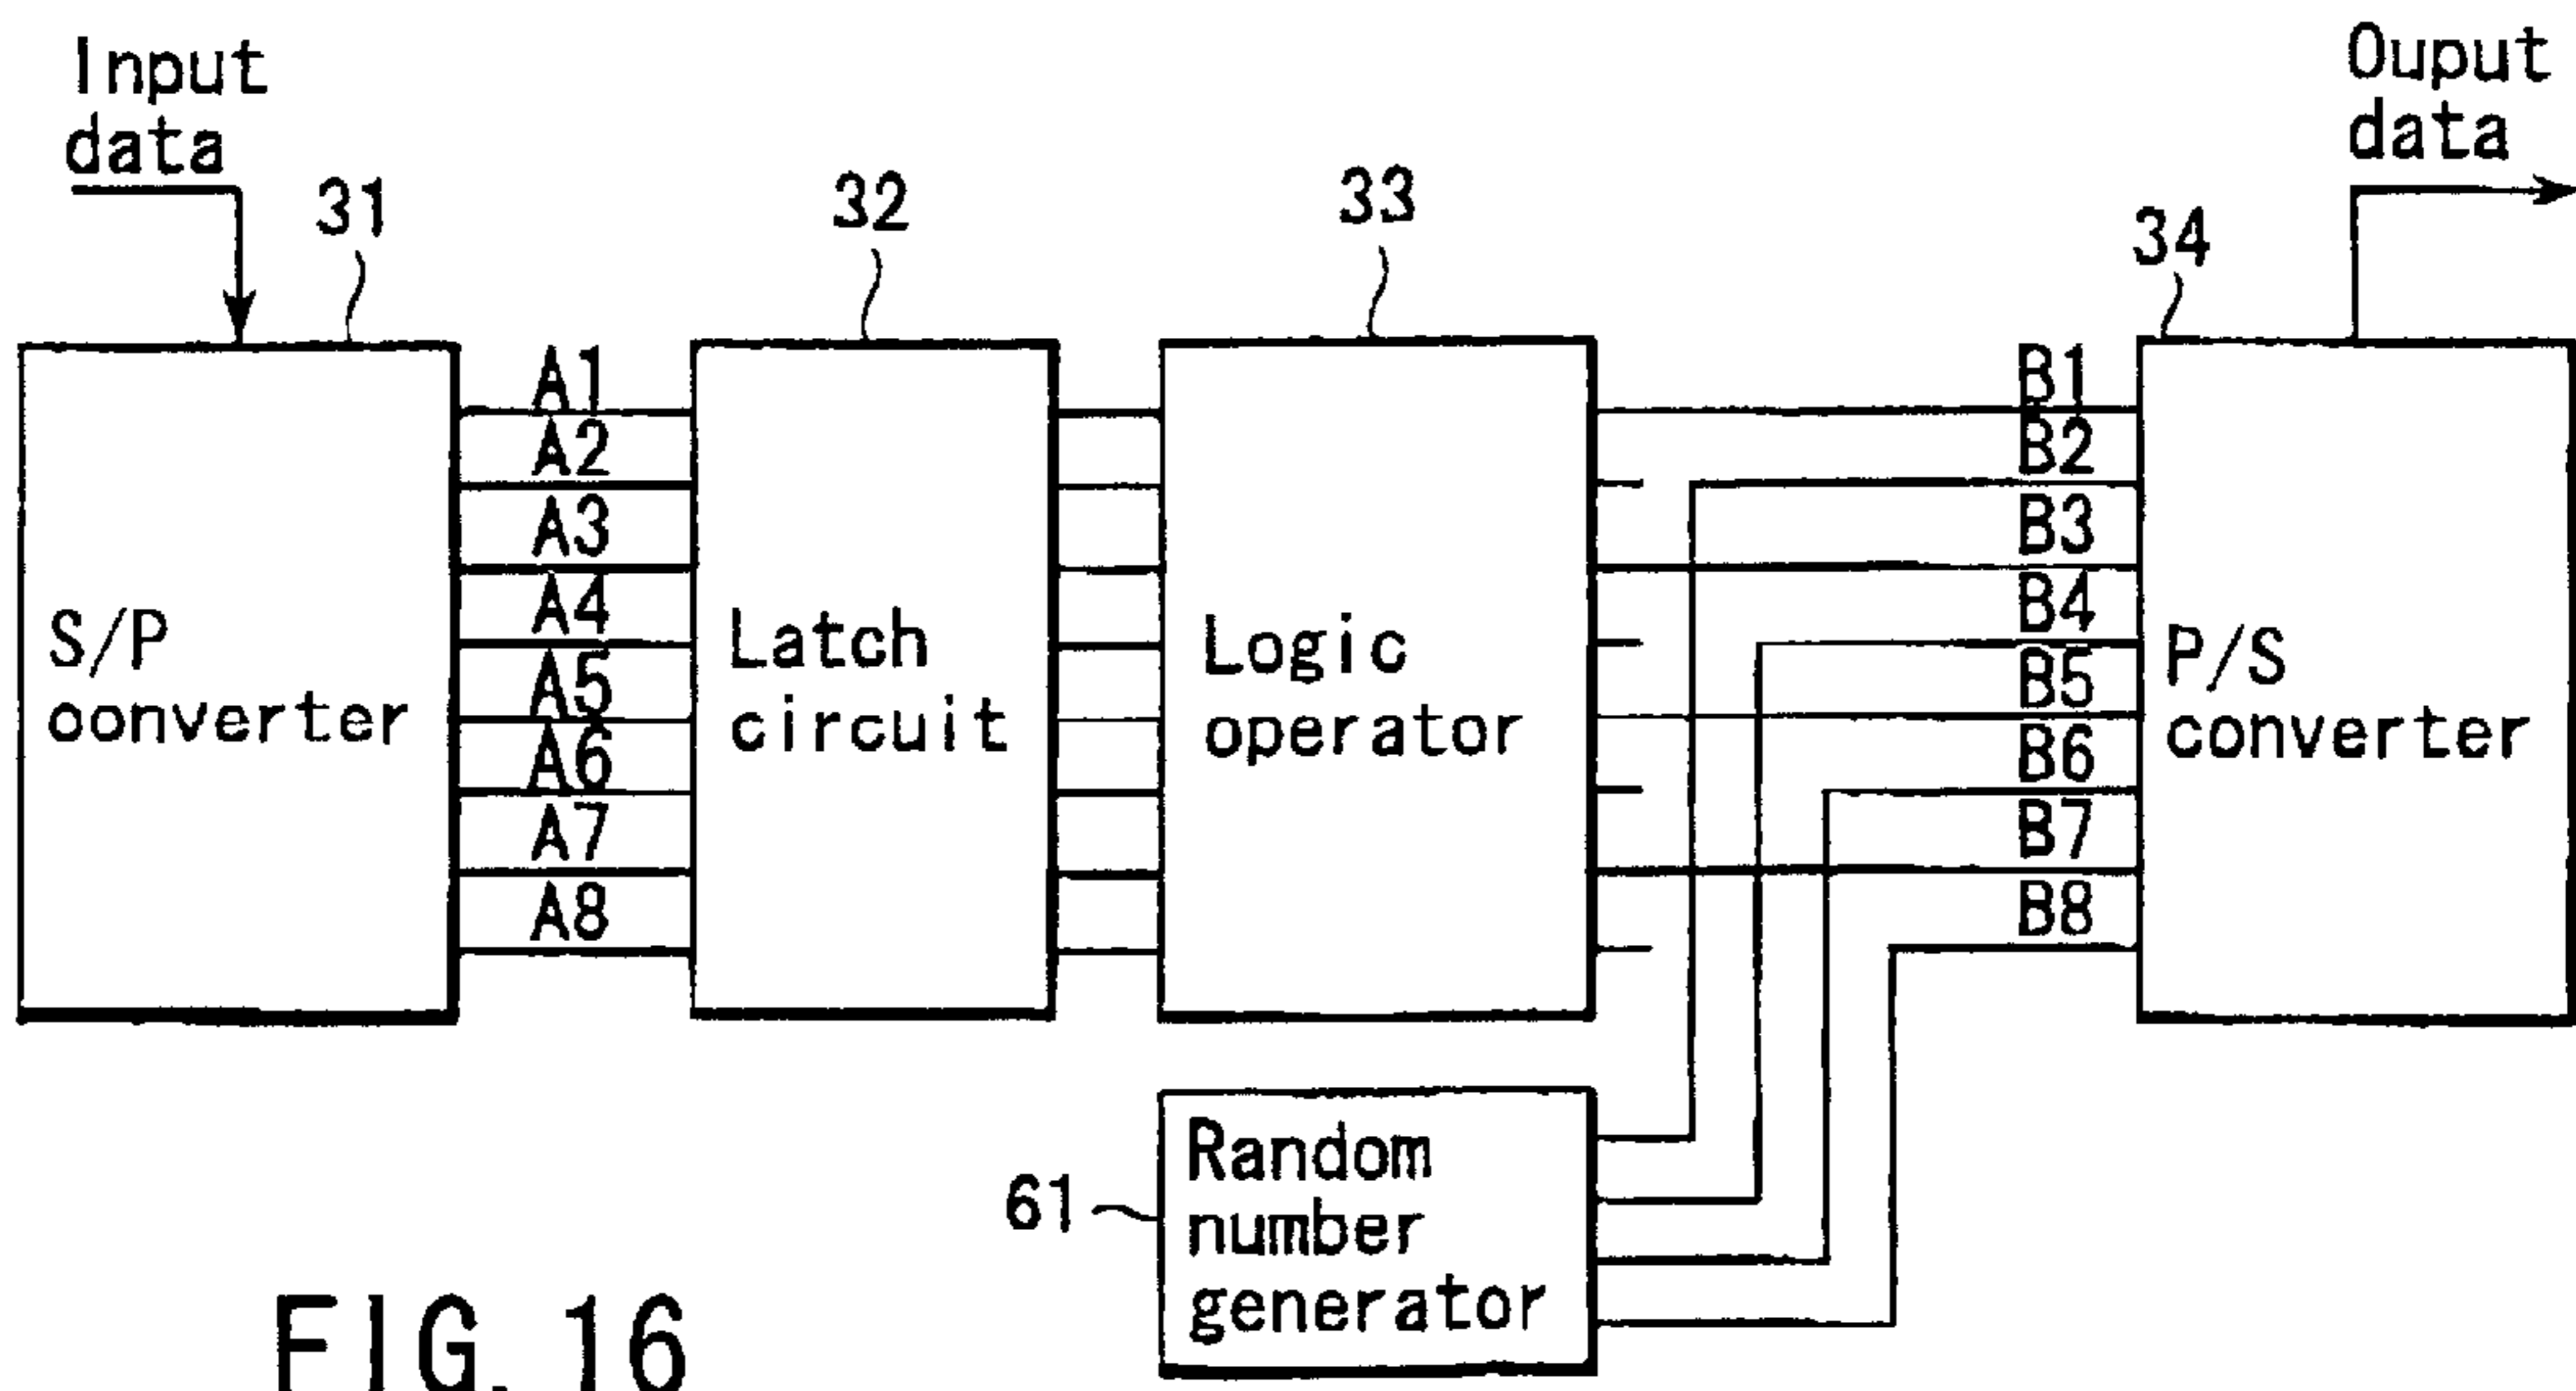 Input
data
31
32
33
34
Ouput
data
A1
A2
A3
A4
A5
A6
A7
A8
S/P
converter
Latch
circuit
Logic
operator
B1
B2
B3
B4
B5
B6
B7
B8
P/S
converter
61
Random
number
generator
FIG. 16